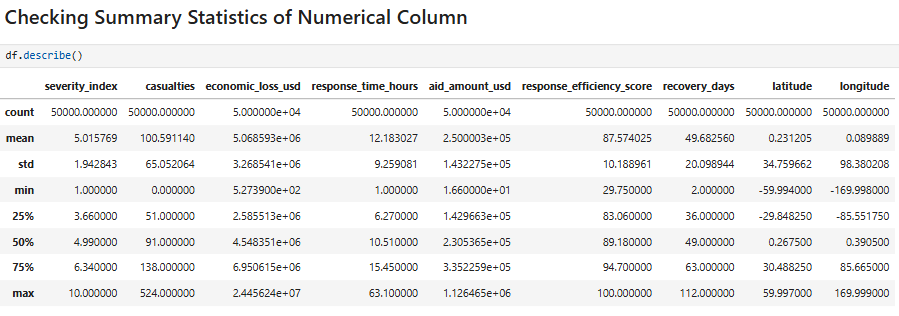 Checking Summary Statistics of Numerical Column
df.describe()
severity_index casualties economic_loss_usd response_time_hours aid_amount_usd response_efficiency_score recovery_days latitude longitude
count 50000.000000 50000.000000 5.000000e+04 50000.000000 5.000000e+04 50000.000000 50000.000000 50000.000000 50000.000000
mean 5.015769 100.591140 5.068593e+06 12.183027 2.500003e+05 87.574025 49.682560 0.231205 0.089889
std 1.942843 65.052064 3.268541e+06 9.259081 1.432275e+05 10.188961 20.098944 34.759662 98.380208
min 1.000000 0.000000 5.273900e+02 1.000000 1.660000e+01 29.750000 2.000000 -59.994000 -169.998000
25% 3.660000 51.000000 2.585513e+06 6.270000 1.429663e+05 83.060000 36.000000 -29.848250 -85.551750
50% 4.990000 91.000000 4.548351e+06 10.510000 2.305365e+05 89.180000 49.000000 0.267500 0.390500
75% 6.340000 138.000000 6.950615e+06 15.450000 3.352259e+05 94.700000 63.000000 30.488250 85.665000
max 10.000000 524.000000 2.445624e+07 63.100000 1.126465e+06 100.000000 112.000000 59.997000 169.999000